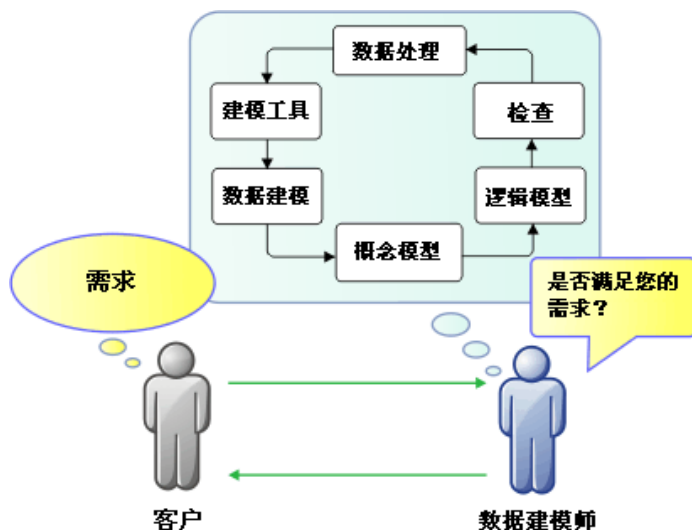 数据处理
建模工具
检查
数据建模
逻辑模型
概念模型
需求
是否满足您的
需求？
客户
数据建模师